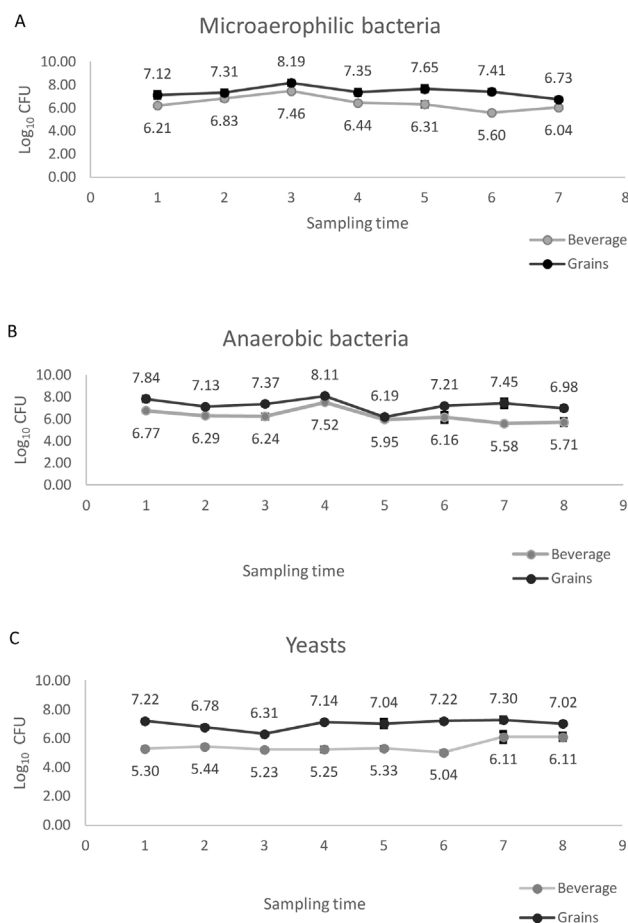 A
Microaerophilic bacteria
10.00
8.00
6.00
4.00
2.00
0.00
Log10 CFU
7.12 7.31 8.19 7.35 7.65 7.41 6.73
6.21 6.83 7.46 6.44 6.31 5.60 6.04
0 1 2 3 4 5 6 7 8
Sampling time
Beverage
Grains
B
Anaerobic bacteria
10.00
8.00
6.00
4.00
2.00
0.00
Log10 CFU
7.84 7.13 7.37 8.11 6.19 7.21 7.45 6.98
6.77 6.29 6.24 7.52 5.95 6.16 5.58 5.71
0 1 2 3 4 5 6 7 8 9
Sampling time
Beverage
Grains
C
Yeasts
10.00
8.00
6.00
4.00
2.00
0.00
Log10 CFU
7.22 6.78 6.31 7.14 7.04 7.22 7.30 7.02
5.30 5.44 5.23 5.25 5.33 5.04 6.11 6.11
0 1 2 3 4 5 6 7 8 9
Sampling time
Beverage
Grains